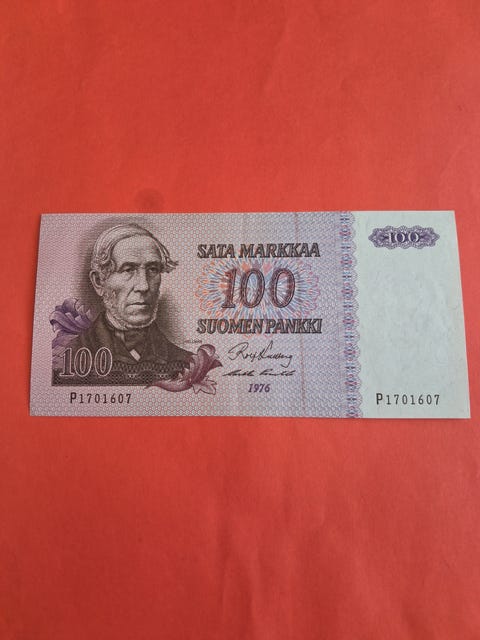 SATA MARKKAA
100
100
SUOMEN PANKKI
100
1976
P1701607
P1701607